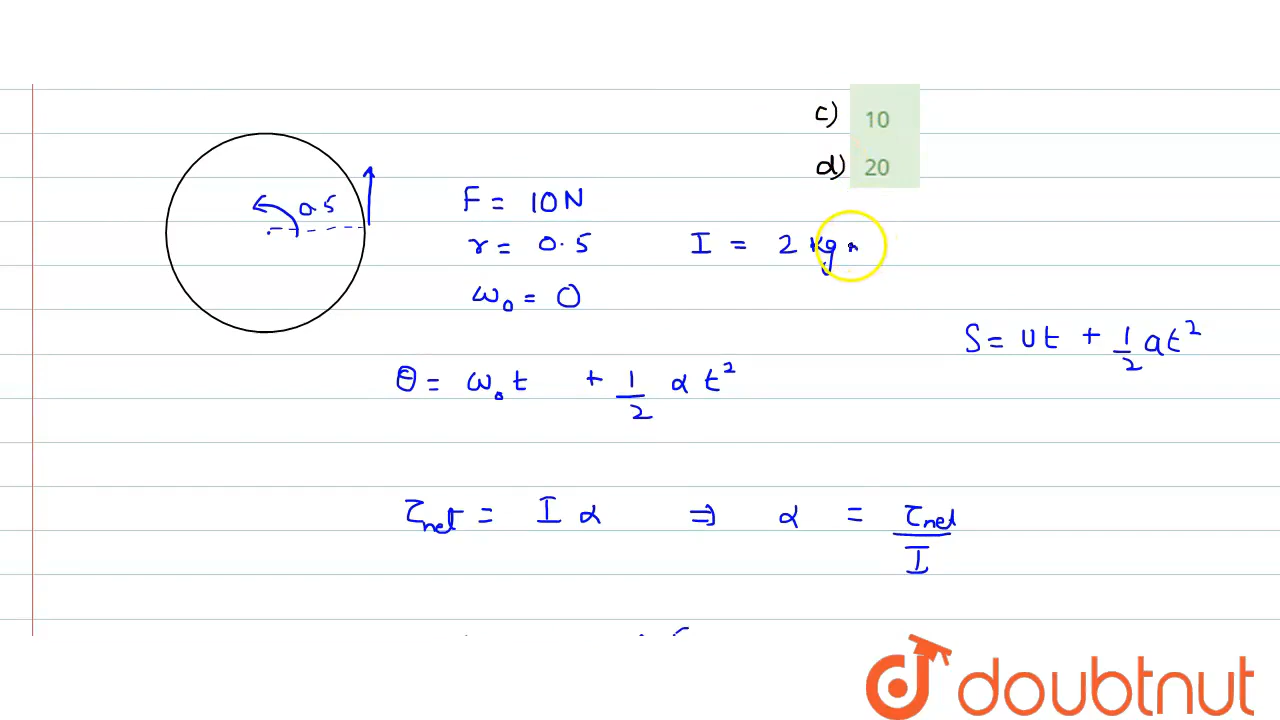 c) 10
d) 20
0.5
F = 10N
r = 0.5 I = 2 kg
ω₀ = 0
S = ut + 1/2 at²
θ = ω₀t + 1/2 αt²
τnet = I α ⇒ α = τnet/I
doubtnut